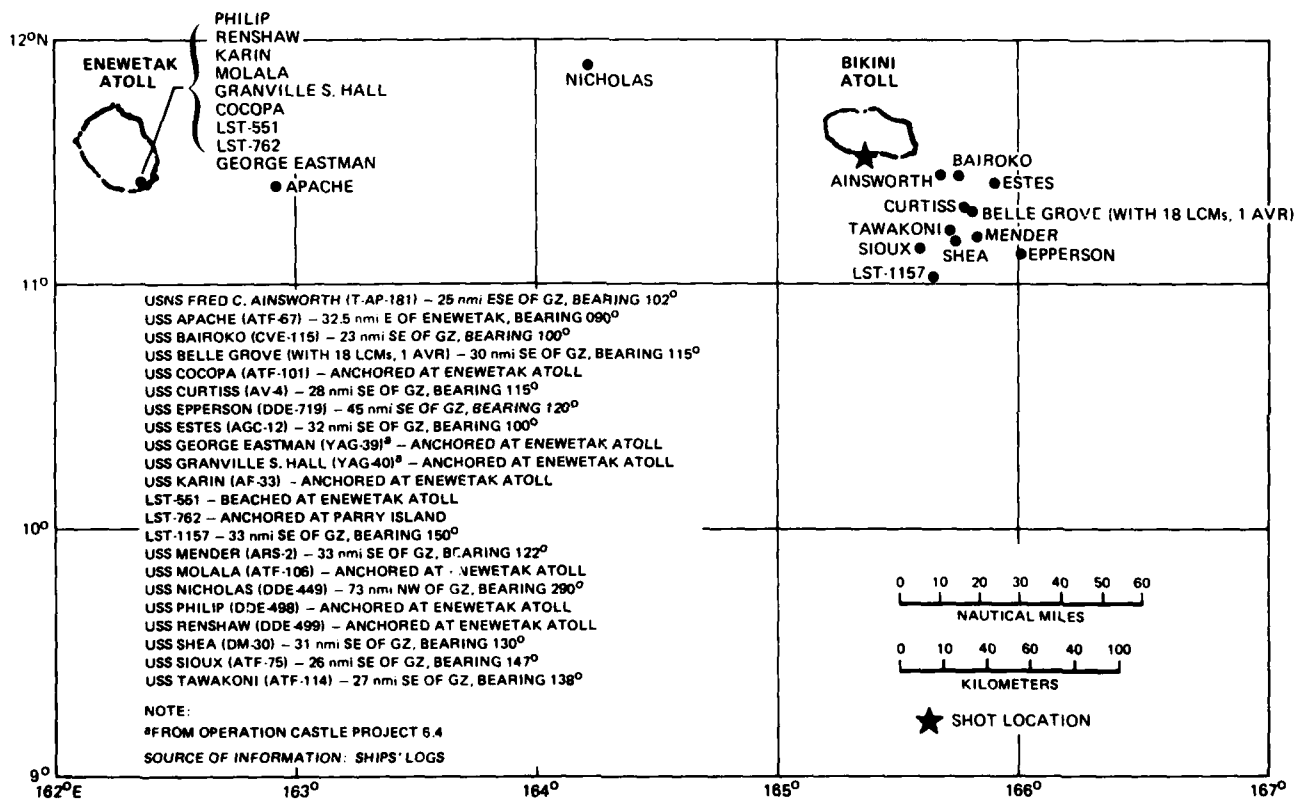 PHILIP
RENSHAW
KARIN
MOLALA
GRANVILLE S. HALL
COCOPA
LST-551
LST-762
GEORGE EASTMAN
12°N
ENEWETAK
ATOLL
APACHE
NICHOLAS
BIKINI
ATOLL
BAIROKO
AINSWORTH
ESTES
CURTISS
BELLE GROVE (WITH 18 LCMs, 1 AVR)
TAWAKONI
MENDER
SIOUX
SHEA
EPPERSON
LST-1157
11°
USNS FRED C. AINSWORTH (T-AP-181) – 25 nmi ESE OF GZ, BEARING 102°
USS APACHE (ATF-67) – 32.5 nmi E OF ENEWETAK, BEARING 090°
USS BAIROKO (CVE-115) – 23 nmi SE OF GZ, BEARING 100°
USS BELLE GROVE (WITH 18 LCMs, 1 AVR) – 30 nmi SE OF GZ, BEARING 115°
USS COCOPA (ATF-101) – ANCHORED AT ENEWETAK ATOLL
USS CURTISS (AV-4) – 28 nmi SE OF GZ, BEARING 115°
USS EPPERSON (DDE-719) – 45 nmi SE OF GZ, BEARING 120°
USS ESTES (AGC-12) – 32 nmi SE OF GZ, BEARING 100°
USS GEORGE EASTMAN (YAG-39)ᵃ – ANCHORED AT ENEWETAK ATOLL
USS GRANVILLE S. HALL (YAG-40)ᵃ – ANCHORED AT ENEWETAK ATOLL
USS KARIN (AF-33) – ANCHORED AT ENEWETAK ATOLL
LST-551 – BEACHED AT ENEWETAK ATOLL
LST-762 – ANCHORED AT PARRY ISLAND
10°
LST-1157 – 33 nmi SE OF GZ, BEARING 150°
USS MENDER (ARS-2) – 33 nmi SE OF GZ, BEARING 122°
USS MOLALA (ATF-106) – ANCHORED AT ENEWETAK ATOLL
USS NICHOLAS (DDE-449) – 73 nmi NW OF GZ, BEARING 290°
USS PHILIP (DDE-498) – ANCHORED AT ENEWETAK ATOLL
USS RENSHAW (DDE-499) – ANCHORED AT ENEWETAK ATOLL
USS SHEA (DM-30) – 31 nmi SE OF GZ, BEARING 130°
USS SIOUX (ATF-75) – 26 nmi SE OF GZ, BEARING 147°
USS TAWAKONI (ATF-114) – 27 nmi SE OF GZ, BEARING 138°
NOTE:
ᵃFROM OPERATION CASTLE PROJECT 6.4
SOURCE OF INFORMATION: SHIPS' LOGS
0 10 20 30 40 50 60
NAUTICAL MILES
0 10 40 60 40 100
KILOMETERS
SHOT LOCATION
9°
162°E 163° 164° 165° 166° 167°